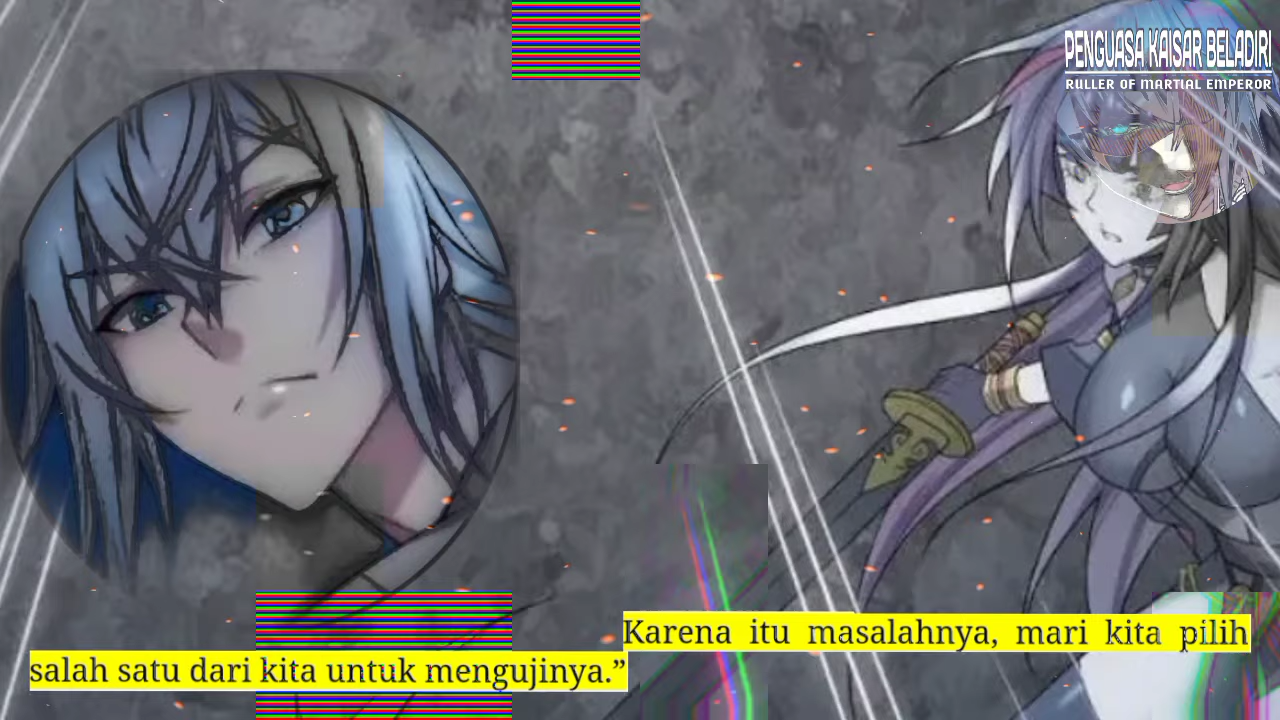 PENGUASA KAISAR BELADIRI
RULLER OF MARTIAL EMPEROR
Karena itu masalahnya, mari kita pilih
salah satu dari kita untuk mengujinya.”